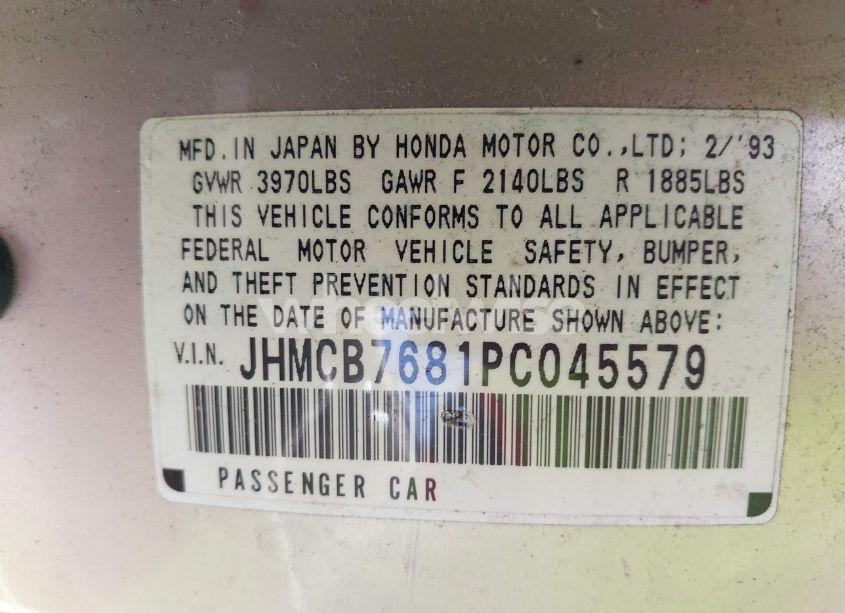 MFD. IN JAPAN BY HONDA MOTOR CO.,LTD; 2/'93
GVWR 3970LBS GAWR F 2140LBS R 1885LBS
THIS VEHICLE CONFORMS TO ALL APPLICABLE
FEDERAL MOTOR VEHICLE SAFETY, BUMPER,
AND THEFT PREVENTION STANDARDS IN EFFECT
ON THE DATE OF MANUFACTURE SHOWN ABOVE:
V.I.N. JHMCB7681PC045579
PASSENGER CAR